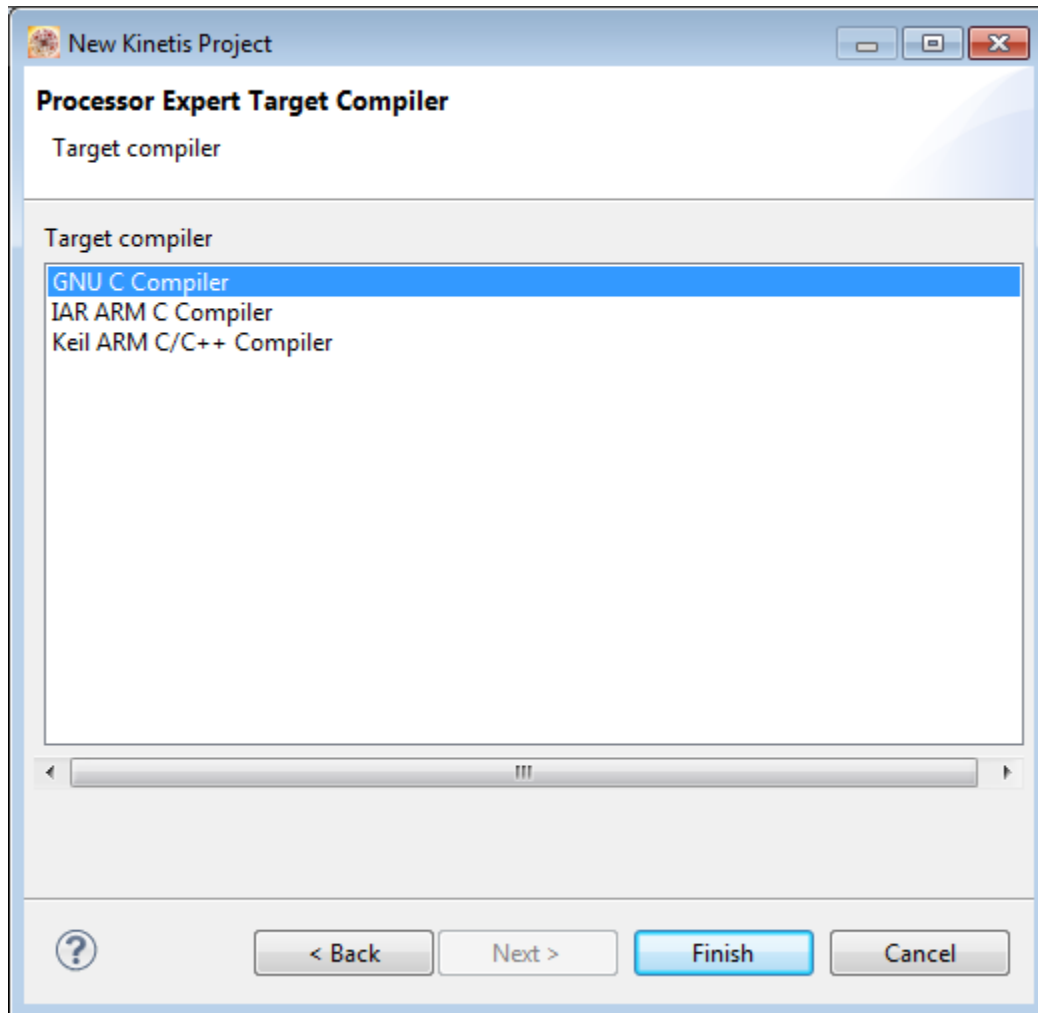 New Kinetis Project
Processor Expert Target Compiler
Target compiler
Target compiler
GNU C Compiler
IAR ARM C Compiler
Keil ARM C/C++ Compiler
?
< Back
Next >
Finish
Cancel